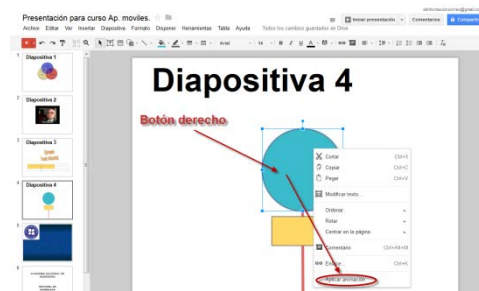 Presentación para curso Ap. moviles.
Archivo Editar Ver Insertar Diapositiva Formato Disponer Herramientas Tabla Ayuda Todos los cambios guardados en Drive
Iniciar presentación Comentarios Compartir
Arial
Diapositiva 1
Diapositiva 2
Diapositiva 3
Diapositiva 4
Diapositiva 4
Botón derecho
Cortar Ctrl+X
Copiar Ctrl+C
Pegar Ctrl+V
Modificar texto...
Ordenar
Rotar
Centrar en la página
Comentario Ctrl+Alt+M
Enlace... Ctrl+K
Aplicar animación